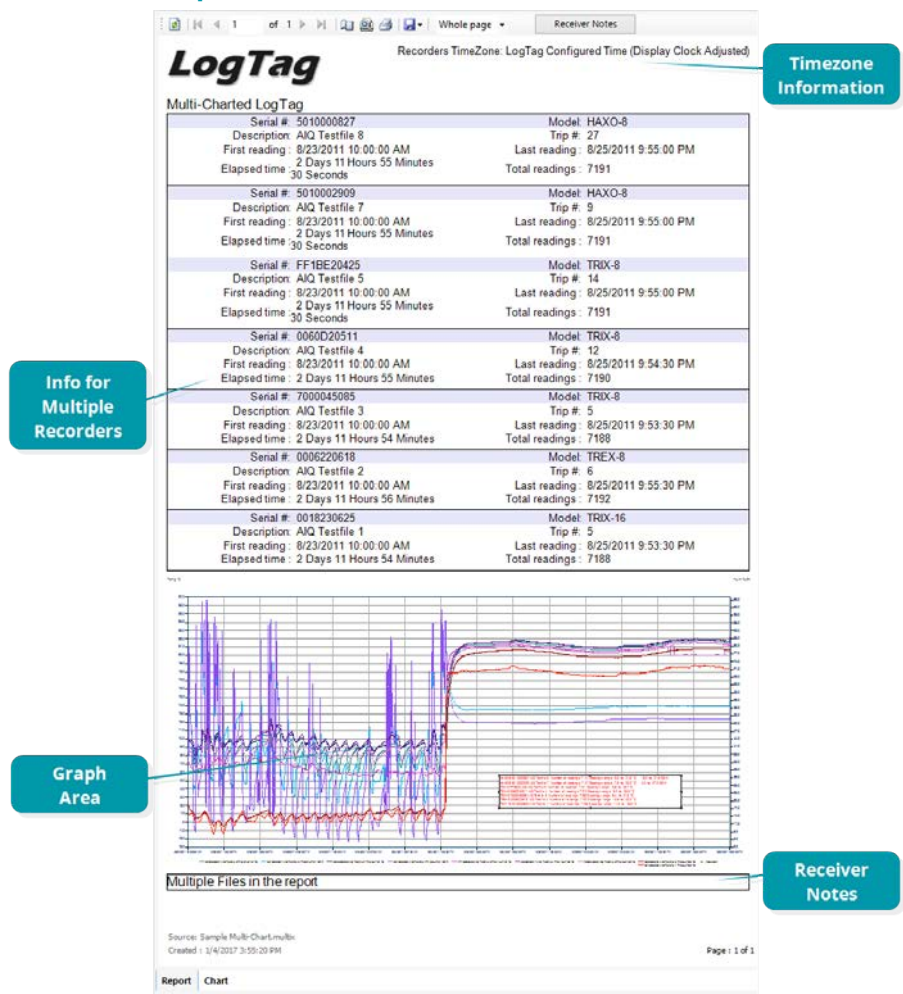 1 of 1 Whole page Receiver Notes
LogTag
Recorders TimeZone: LogTag Configured Time (Display Clock Adjusted)
Timezone
Information
Multi-Charted LogTag
Serial #: 5010000827 Model: HAXO-8
Description: AIQ Testfile 8 Trip #: 27
First reading : 8/23/2011 10:00:00 AM Last reading : 8/25/2011 9:55:00 PM
Elapsed time : 2 Days 11 Hours 55 Minutes Total readings : 7191
30 Seconds
Serial #: 5010002909 Model: HAXO-8
Description: AIQ Testfile 7 Trip #: 9
First reading : 8/23/2011 10:00:00 AM Last reading : 8/25/2011 9:55:00 PM
Elapsed time : 2 Days 11 Hours 55 Minutes Total readings : 7191
30 Seconds
Serial #: FF1BE20425 Model: TRIX-8
Description: AIQ Testfile 5 Trip #: 14
First reading : 8/23/2011 10:00:00 AM Last reading : 8/25/2011 9:55:00 PM
Elapsed time : 2 Days 11 Hours 55 Minutes Total readings : 7191
30 Seconds
Serial #: 0060D20511 Model: TRIX-8
Description: AIQ Testfile 4 Trip #: 12
First reading : 8/23/2011 10:00:00 AM Last reading : 8/25/2011 9:54:30 PM
Elapsed time : 2 Days 11 Hours 55 Minutes Total readings : 7190
Info for
Multiple
Recorders
Serial #: 7000045085 Model: TRIX-8
Description: AIQ Testfile 3 Trip #: 5
First reading : 8/23/2011 10:00:00 AM Last reading : 8/25/2011 9:53:30 PM
Elapsed time : 2 Days 11 Hours 54 Minutes Total readings : 7188
Serial #: 0006220618 Model: TREX-8
Description: AIQ Testfile 2 Trip #: 6
First reading : 8/23/2011 10:00:00 AM Last reading : 8/25/2011 9:55:30 PM
Elapsed time : 2 Days 11 Hours 56 Minutes Total readings : 7192
Serial #: 0018230625 Model: TRIX-16
Description: AIQ Testfile 1 Trip #: 5
First reading : 8/23/2011 10:00:00 AM Last reading : 8/25/2011 9:53:30 PM
Elapsed time : 2 Days 11 Hours 54 Minutes Total readings : 7188
Graph
Area
Multiple Files in the report
Receiver
Notes
Source: Sample Multi-Chart.multix
Created : 1/4/2017 3:55:20 PM Page : 1 of 1
Report Chart